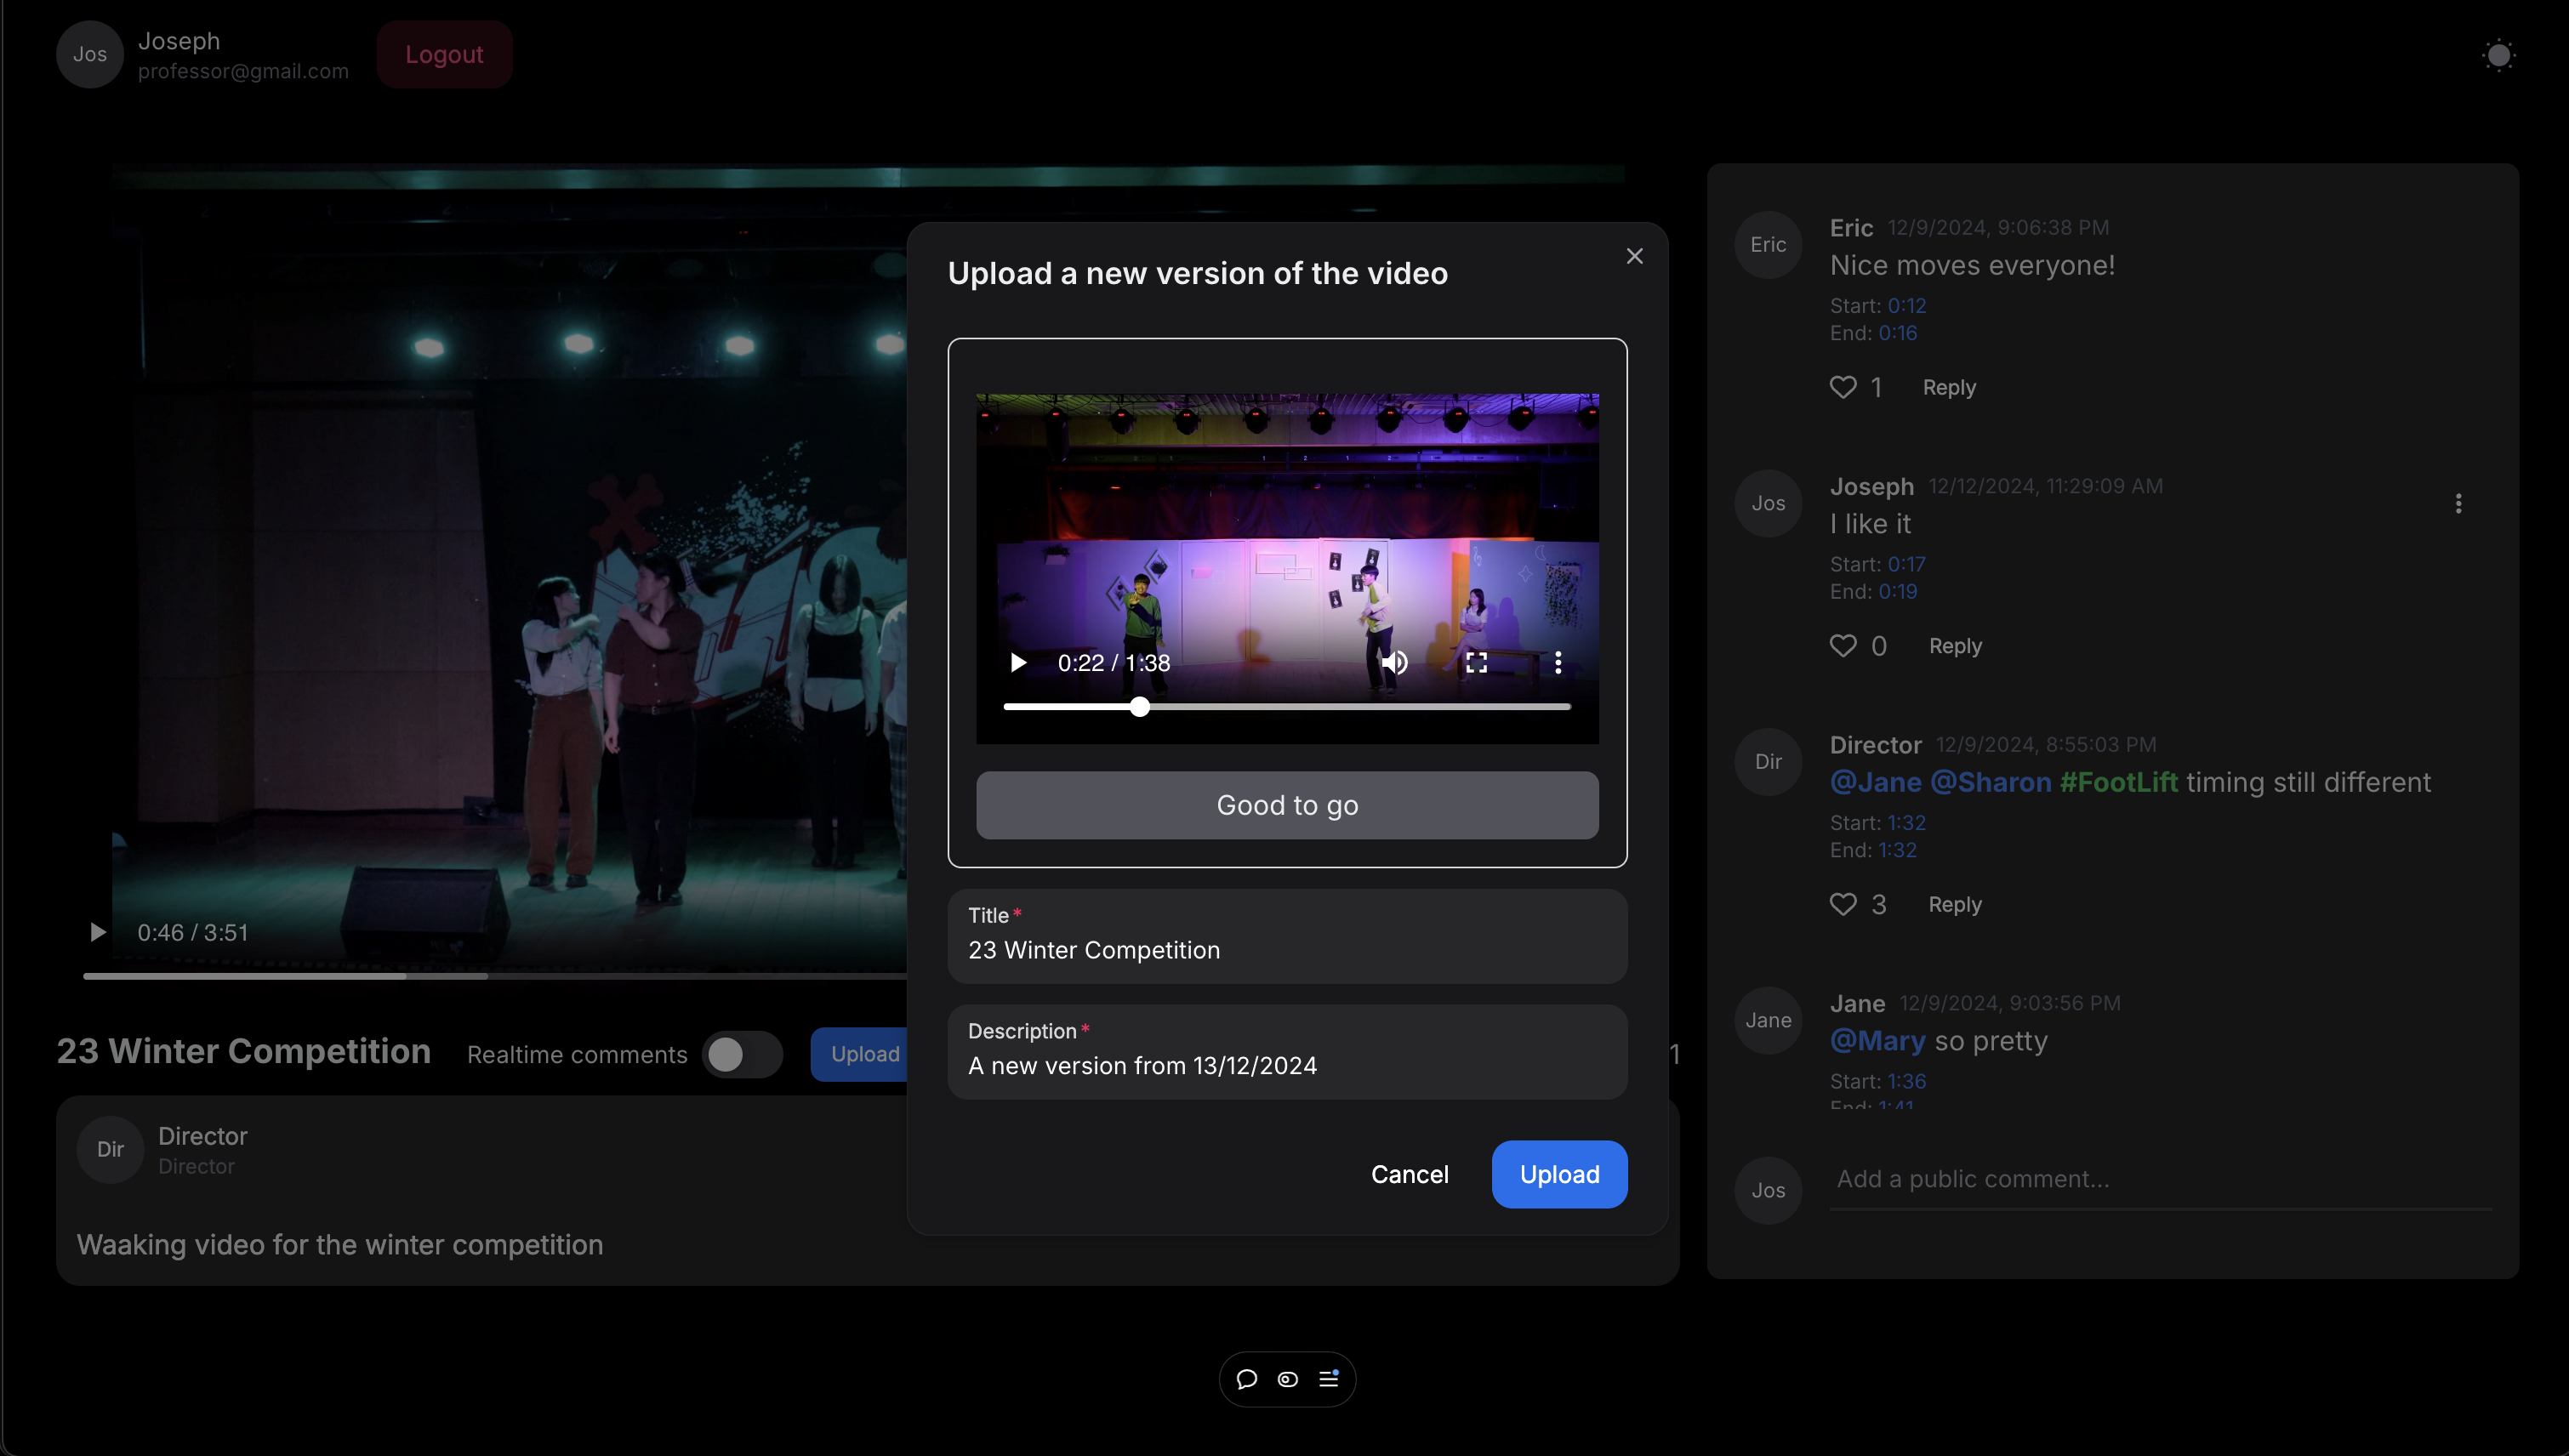 Jos
Joseph
professor@gmail.com
Logout
0:46 / 3:51
23 Winter Competition
Realtime comments
Upload
1
Dir
Director
Director
Waaking video for the winter competition
Upload a new version of the video
0:22 / 1:38
Good to go
Title*
23 Winter Competition
Description*
A new version from 13/12/2024
Cancel
Upload
Eric
Eric 12/9/2024, 9:06:38 PM
Nice moves everyone!
Start: 0:12
End: 0:16
1 Reply
Jos
Joseph 12/12/2024, 11:29:09 AM
I like it
Start: 0:17
End: 0:19
0 Reply
Dir
Director 12/9/2024, 8:55:03 PM
@Jane @Sharon #FootLift timing still different
Start: 1:32
End: 1:32
3 Reply
Jane
Jane 12/9/2024, 9:03:56 PM
@Mary so pretty
Start: 1:36
End: 1:41
Jos
Add a public comment...